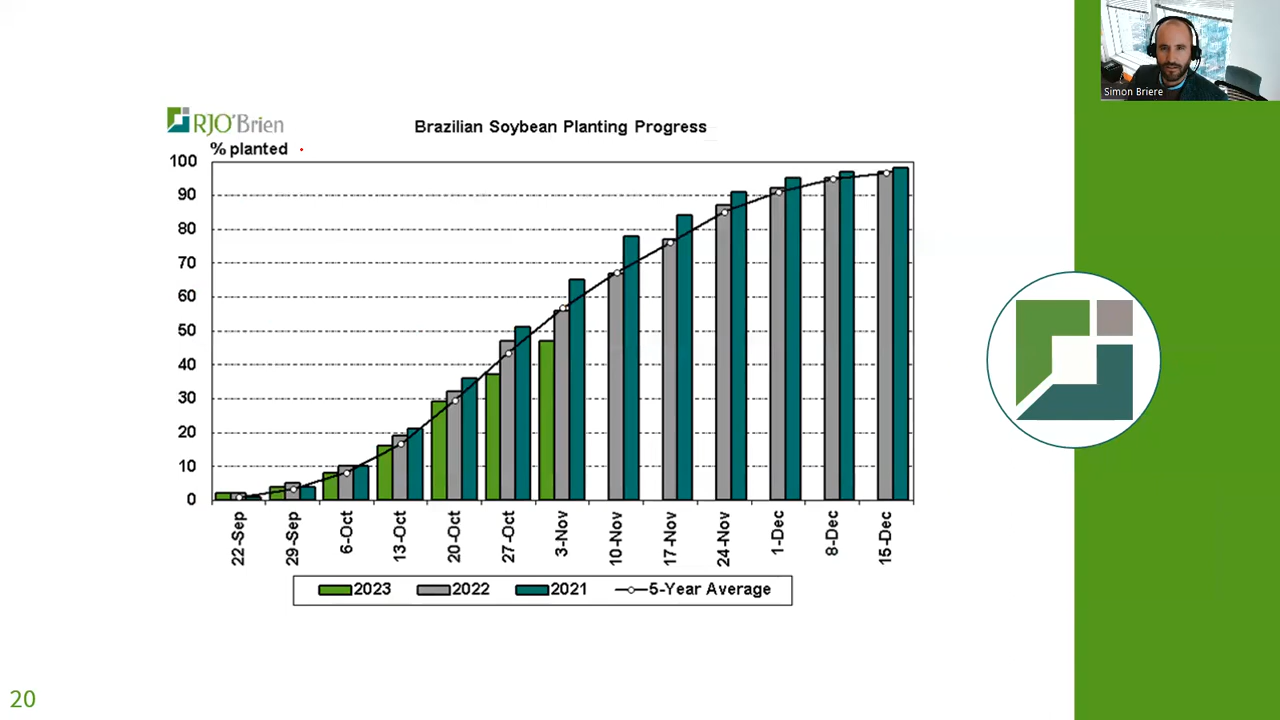 Simon Briere
RJO'Brien
Brazilian Soybean Planting Progress
% planted
100
90
80
70
60
50
40
30
20
10
0
22-Sep
29-Sep
6-Oct
13-Oct
20-Oct
27-Oct
3-Nov
10-Nov
17-Nov
24-Nov
1-Dec
8-Dec
15-Dec
2023 2022 2021 5-Year Average
20